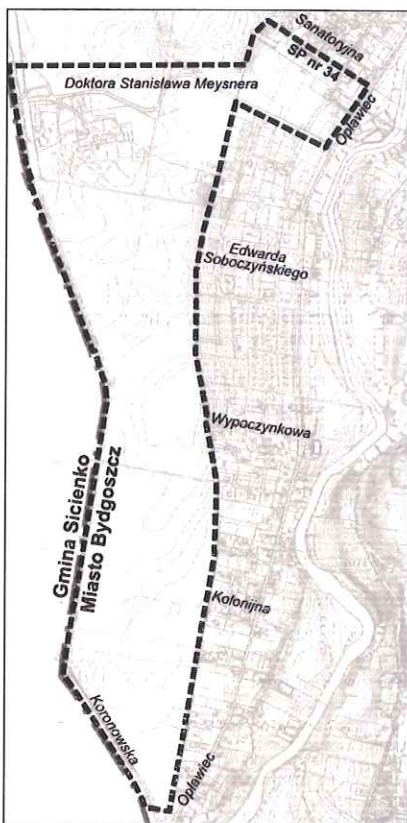 Sanatoryjna
SP nr 34
Doktora Stanisława Meysnera
Opławiec
Edwarda
Soboczyńskiego
Wypoczynkowa
Gmina Sicienko
Miasto Bydgoszcz
Kolonijna
Koronowska
Opławiec